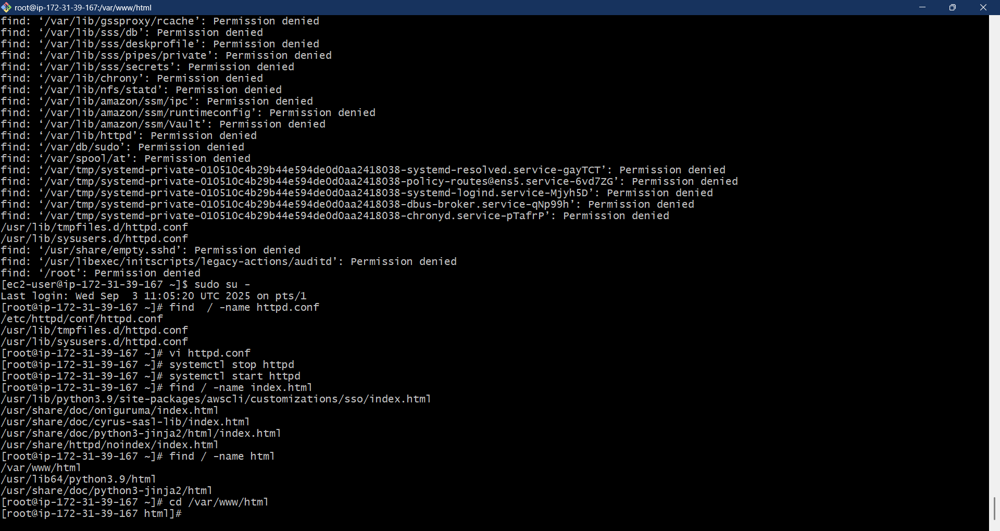 root@ip-172-31-39-167:/var/www/html
find: ‘/var/lib/gssproxy/rcache’: Permission denied
find: ‘/var/lib/sss/db’: Permission denied
find: ‘/var/lib/sss/deskprofile’: Permission denied
find: ‘/var/lib/sss/pipes/private’: Permission denied
find: ‘/var/lib/sss/secrets’: Permission denied
find: ‘/var/lib/chrony’: Permission denied
find: ‘/var/lib/nfs/statd’: Permission denied
find: ‘/var/lib/amazon/ssm/ipc’: Permission denied
find: ‘/var/lib/amazon/ssm/runtimeconfig’: Permission denied
find: ‘/var/lib/amazon/ssm/Vault’: Permission denied
find: ‘/var/lib/httpd’: Permission denied
find: ‘/var/db/sudo’: Permission denied
find: ‘/var/spool/at’: Permission denied
find: ‘/var/tmp/systemd-private-010510c4b29b44e594de0d0aa2418038-systemd-resolved.service-gayTCT’: Permission denied
find: ‘/var/tmp/systemd-private-010510c4b29b44e594de0d0aa2418038-policy-routes@ens5.service-6vd7ZG’: Permission denied
find: ‘/var/tmp/systemd-private-010510c4b29b44e594de0d0aa2418038-systemd-logind.service-Mjyh5D’: Permission denied
find: ‘/var/tmp/systemd-private-010510c4b29b44e594de0d0aa2418038-dbus-broker.service-qNp99h’: Permission denied
find: ‘/var/tmp/systemd-private-010510c4b29b44e594de0d0aa2418038-chronyd.service-pTafrP’: Permission denied
/usr/lib/tmpfiles.d/httpd.conf
/usr/lib/sysusers.d/httpd.conf
find: ‘/usr/share/empty.sshd’: Permission denied
find: ‘/usr/libexec/initscripts/legacy-actions/auditd’: Permission denied
find: ‘/root’: Permission denied
[ec2-user@ip-172-31-39-167 ~]$ sudo su -
Last login: Wed Sep  3 11:05:20 UTC 2025 on pts/1
[root@ip-172-31-39-167 ~]# find  / -name httpd.conf
/etc/httpd/conf/httpd.conf
/usr/lib/tmpfiles.d/httpd.conf
/usr/lib/sysusers.d/httpd.conf
[root@ip-172-31-39-167 ~]# vi httpd.conf
[root@ip-172-31-39-167 ~]# systemctl stop httpd
[root@ip-172-31-39-167 ~]# systemctl start httpd
[root@ip-172-31-39-167 ~]# find / -name index.html
/usr/lib/python3.9/site-packages/awscli/customizations/sso/index.html
/usr/share/doc/oniguruma/index.html
/usr/share/doc/cyrus-sasl-lib/index.html
/usr/share/doc/python3-jinja2/html/index.html
/usr/share/httpd/noindex/index.html
[root@ip-172-31-39-167 ~]# find / -name html
/var/www/html
/usr/lib64/python3.9/html
/usr/share/doc/python3-jinja2/html
[root@ip-172-31-39-167 ~]# cd /var/www/html
[root@ip-172-31-39-167 html]#